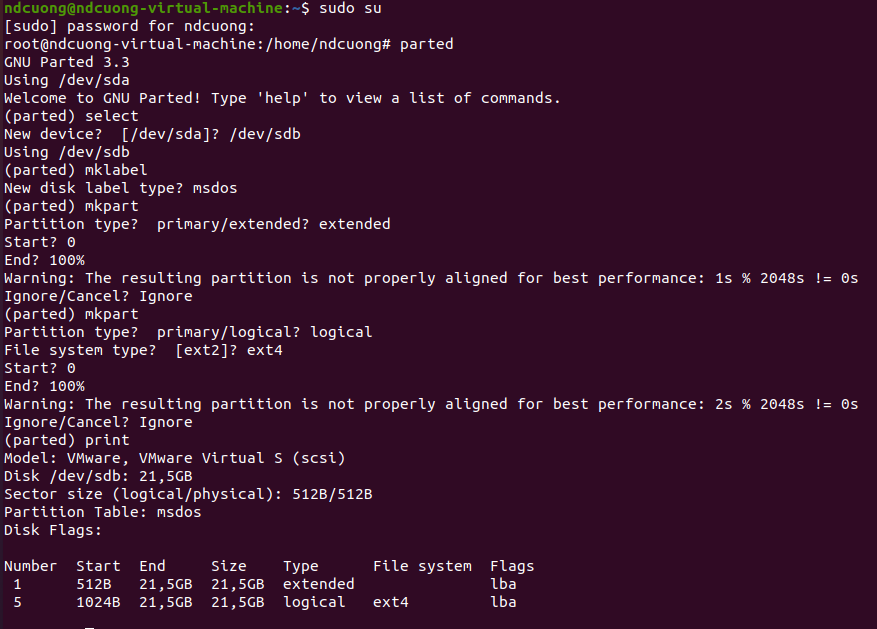 ndcuong@ndcuong-virtual-machine:~$ sudo su
[sudo] password for ndcuong:
root@ndcuong-virtual-machine:/home/ndcuong# parted
GNU Parted 3.3
Using /dev/sda
Welcome to GNU Parted! Type 'help' to view a list of commands.
(parted) select
New device?  [/dev/sda]? /dev/sdb
Using /dev/sdb
(parted) mklabel
New disk label type? msdos
(parted) mkpart
Partition type?  primary/extended? extended
Start? 0
End? 100%
Warning: The resulting partition is not properly aligned for best performance: 1s % 2048s != 0s
Ignore/Cancel? Ignore
(parted) mkpart
Partition type?  primary/logical? logical
File system type?  [ext2]? ext4
Start? 0
End? 100%
Warning: The resulting partition is not properly aligned for best performance: 2s % 2048s != 0s
Ignore/Cancel? Ignore
(parted) print
Model: VMware, VMware Virtual S (scsi)
Disk /dev/sdb: 21,5GB
Sector size (logical/physical): 512B/512B
Partition Table: msdos
Disk Flags:
Number  Start  End     Size    Type      File system  Flags
 1      512B   21,5GB  21,5GB  extended               lba
 5      1024B  21,5GB  21,5GB  logical   ext4         lba